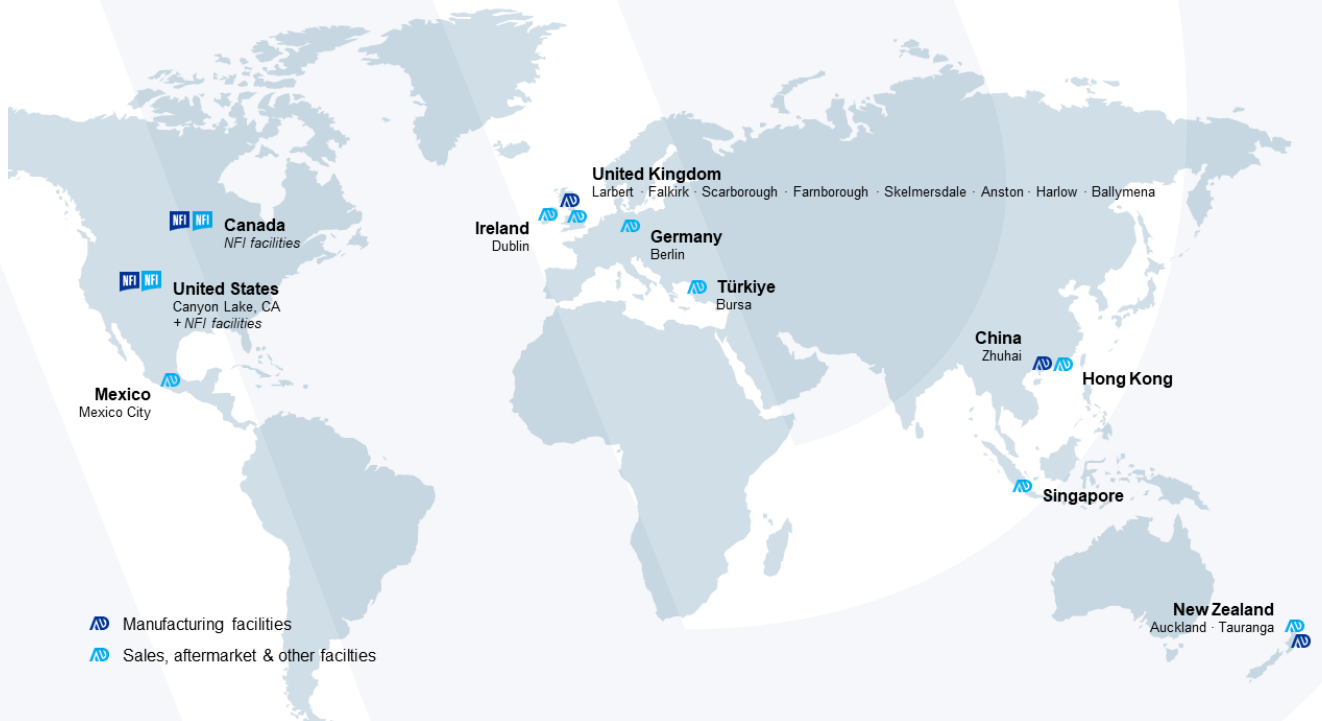 United Kingdom
Larbert · Falkirk · Scarborough · Farnborough · Skelmersdale · Anston · Harlow · Ballymena
NFI NFI
Canada
NFI facilities
Ireland
Dublin
Germany
Berlin
NFI NFI
United States
Canyon Lake, CA
+ NFI facilities
Türkiye
Bursa
China
Zhuhai
Hong Kong
Mexico
Mexico City
Singapore
New Zealand
Auckland · Tauranga
Manufacturing facilities
Sales, aftermarket & other facilties